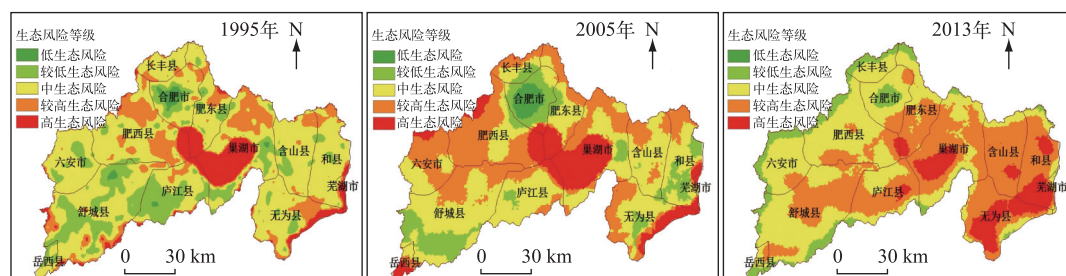 1995年 N
生态风险等级
低生态风险
较低生态风险
中生态风险
较高生态风险
高生态风险
长丰县
合肥市
肥东县
肥西县
六安市
巢湖市
含山县
和县
芜湖市
庐江县
舒城县
无为县
岳西县
0 30 km
2005年 N
生态风险等级
低生态风险
较低生态风险
中生态风险
较高生态风险
高生态风险
长丰县
合肥市
肥东县
肥西县
六安市
巢湖市
含山县
和县
芜湖市
庐江县
舒城县
无为县
岳西县
0 30 km
2013年 N
生态风险等级
低生态风险
较低生态风险
中生态风险
较高生态风险
高生态风险
长丰县
合肥市
肥东县
肥西县
六安市
巢湖市
含山县
和县
芜湖市
庐江县
舒城县
无为县
岳西县
0 30 km